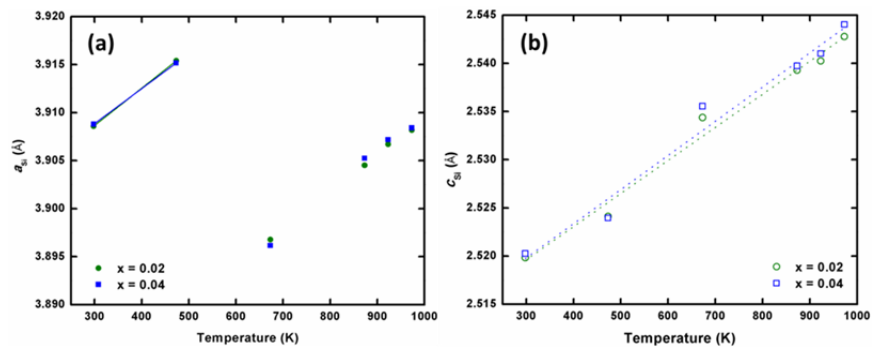 (a)
3.920
3.915
3.910
3.905
3.900
3.895
3.890
a_Si (Å)
x = 0.02
x = 0.04
300 400 500 600 700 800 900 1000
Temperature (K)
(b)
2.545
2.540
2.535
2.530
2.525
2.520
2.515
c_Si (Å)
x = 0.02
x = 0.04
300 400 500 600 700 800 900 1000
Temperature (K)